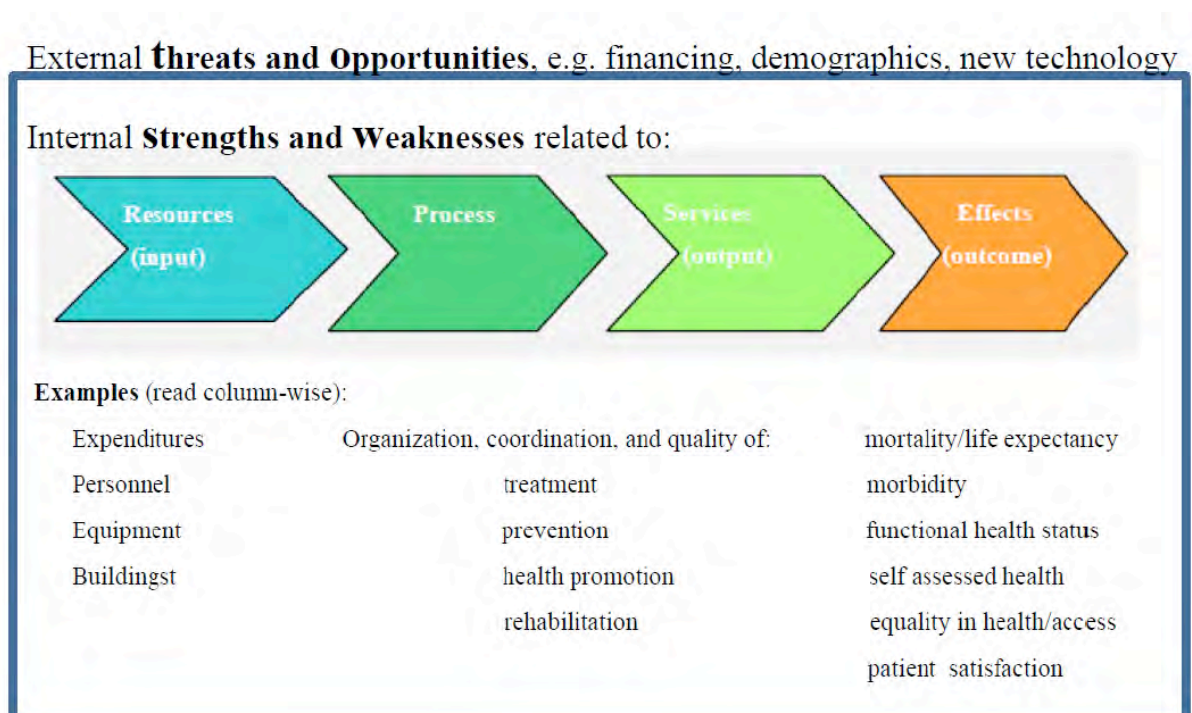 External threats and Opportunities, e.g. financing, demographics, new technology
Internal Strengths and Weaknesses related to:
Resources
(input)
Process
Services
(output)
Effects
(outcome)
Examples (read column-wise):
Expenditures
Personnel
Equipment
Buildingst
Organization, coordination, and quality of:
treatment
prevention
health promotion
rehabilitation
mortality/life expectancy
morbidity
functional health status
self assessed health
equality in health/access
patient satisfaction